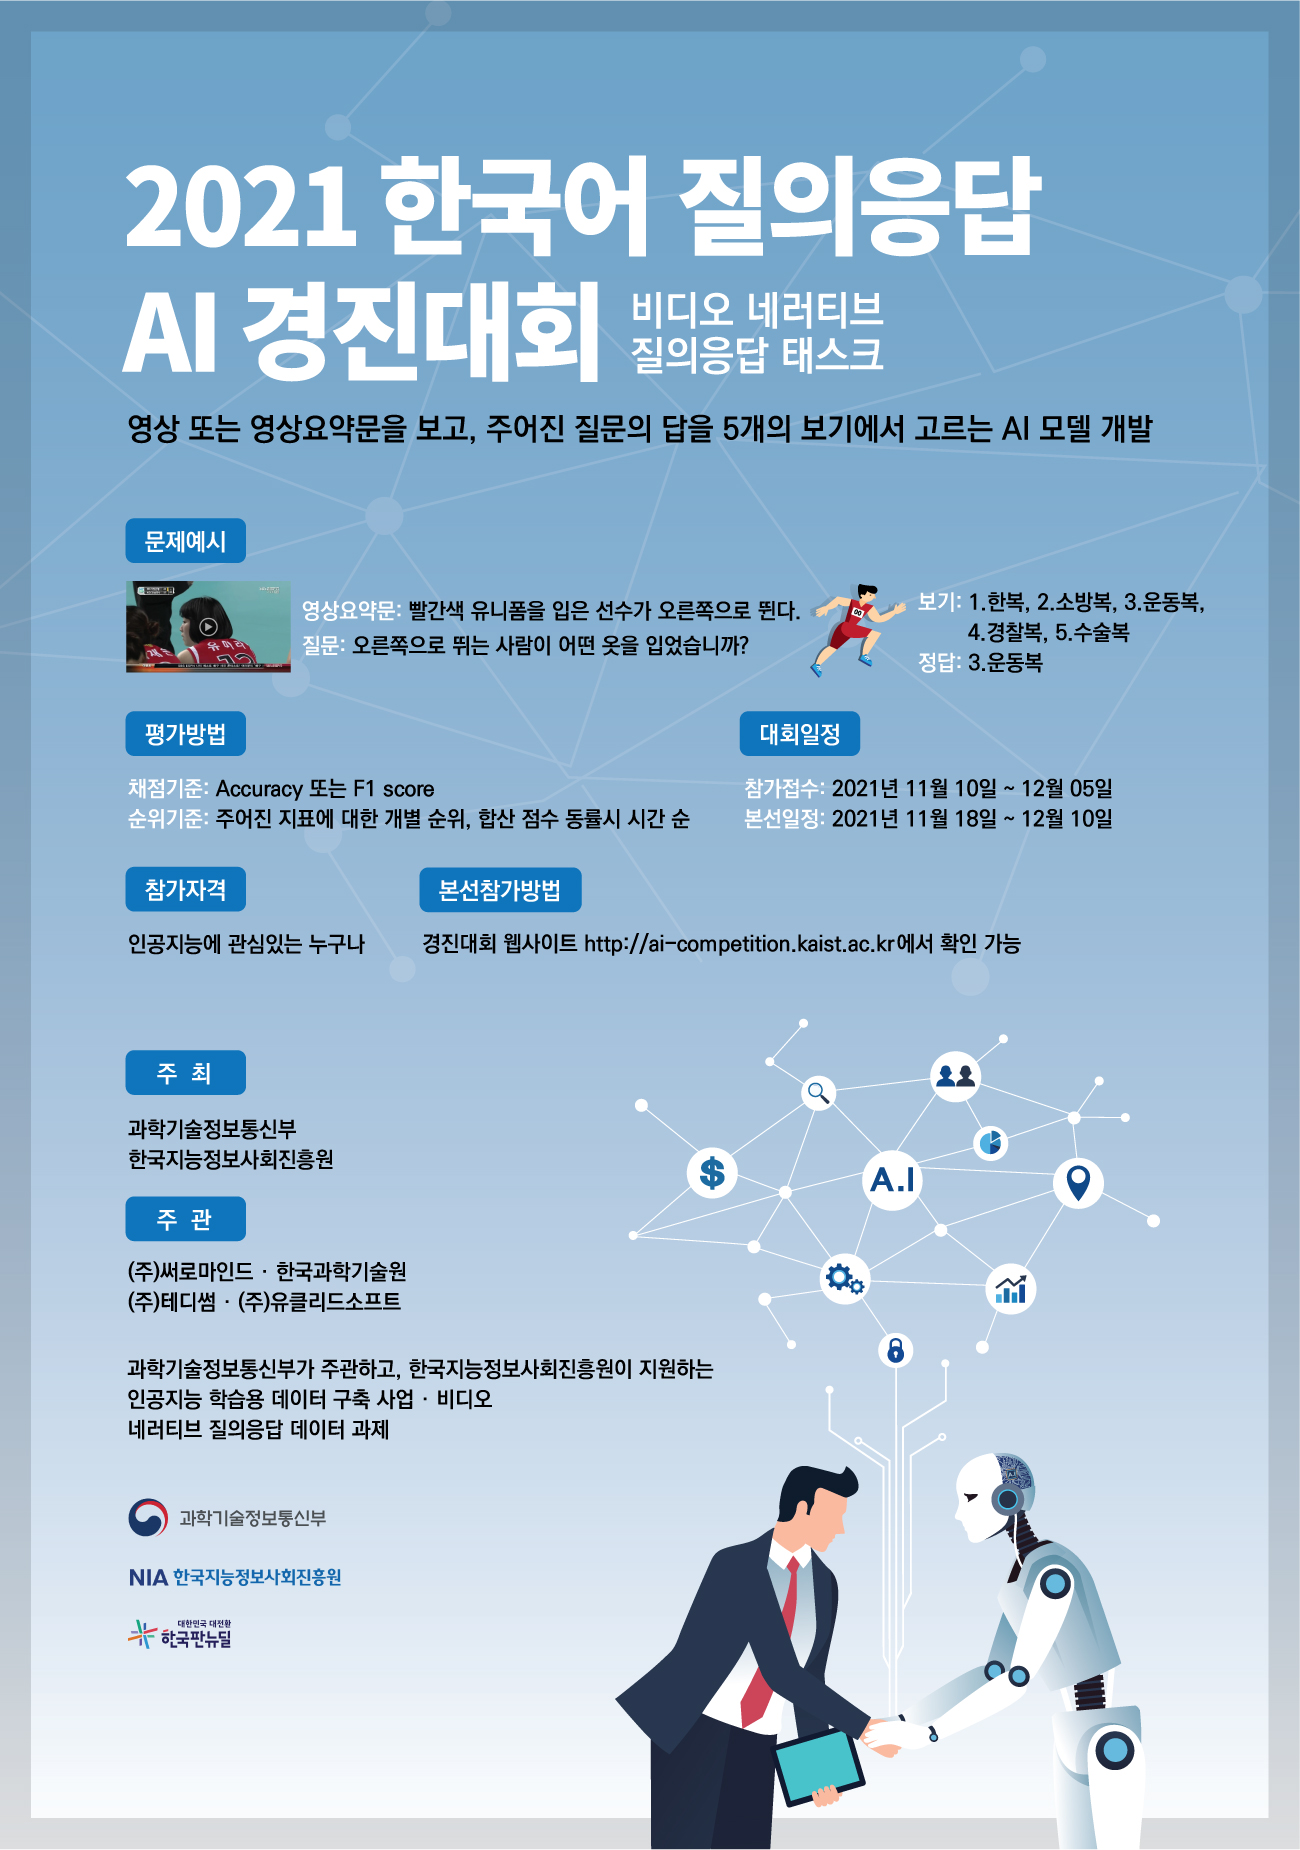 2021 한국어 질의응답
AI 경진대회
비디오 네러티브
질의응답 태스크
영상 또는 영상요약문을 보고, 주어진 질문의 답을 5개의 보기에서 고르는 AI 모델 개발
문제예시
유미라
영상요약문: 빨간색 유니폼을 입은 선수가 오른쪽으로 뛴다.
질문: 오른쪽으로 뛰는 사람이 어떤 옷을 입었습니까?
00
보기: 1.한복, 2.소방복, 3.운동복,
4.경찰복, 5.수술복
정답: 3.운동복
평가방법
채점기준: Accuracy 또는 F1 score
순위기준: 주어진 지표에 대한 개별 순위, 합산 점수 동률시 시간 순
대회일정
참가접수: 2021년 11월 10일 ~ 12월 05일
본선일정: 2021년 11월 18일 ~ 12월 10일
참가자격
인공지능에 관심있는 누구나
본선참가방법
경진대회 웹사이트 http://ai-competition.kaist.ac.kr에서 확인 가능
주 최
과학기술정보통신부
한국지능정보사회진흥원
주 관
(주)써로마인드 · 한국과학기술원
(주)테디썸 · (주)유클리드소프트
과학기술정보통신부가 주관하고, 한국지능정보사회진흥원이 지원하는
인공지능 학습용 데이터 구축 사업 · 비디오
네러티브 질의응답 데이터 과제
$
A.I
과학기술정보통신부
NIA 한국지능정보사회진흥원
대한민국 대전환
한국판뉴딜